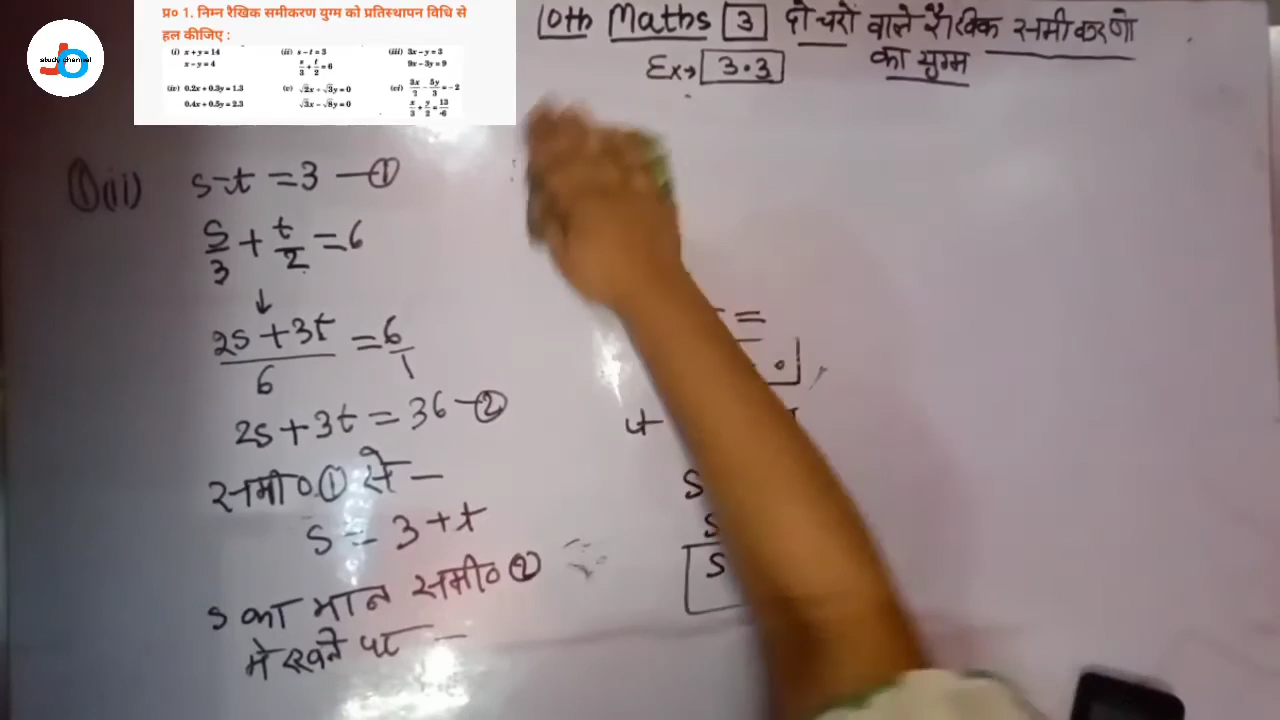 प्र० 1. निम्न रैखिक समीकरण युग्म को प्रतिस्थापन विधि से
हल कीजिए :
(i) x + y = 14
x – y = 4
(ii) s – t = 3
s/3 + t/2 = 6
(iii) 3x – y = 3
9x – 3y = 9
(iv) 0.2x + 0.3y = 1.3
0.4x + 0.5y = 2.3
(v) √2x + √3y = 0
√3x – √8y = 0
(vi) 3x/2 – 5y/3 = –2
x/3 + y/2 = 13/6
study channel
10th Maths 3 दो चरों वाले रैखिक समीकरणो
का युग्म
Ex→ 3.3
①(ii) s-t = 3 —①
s/3 + t/2 = 6
↓
2s+3t/6 = 6/1
2s+3t = 36 —②
समी० ① से —
s = 3+t
s का मान समी० ②
मे रखने पर —
=
s
s
s